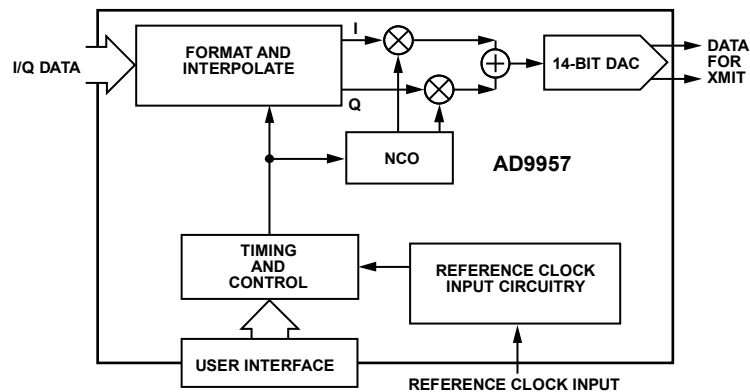 I/Q DATA
FORMAT AND
INTERPOLATE
I
Q
NCO
14-BIT DAC
DATA
FOR
XMIT
AD9957
TIMING
AND
CONTROL
REFERENCE CLOCK
INPUT CIRCUITRY
USER INTERFACE
REFERENCE CLOCK INPUT